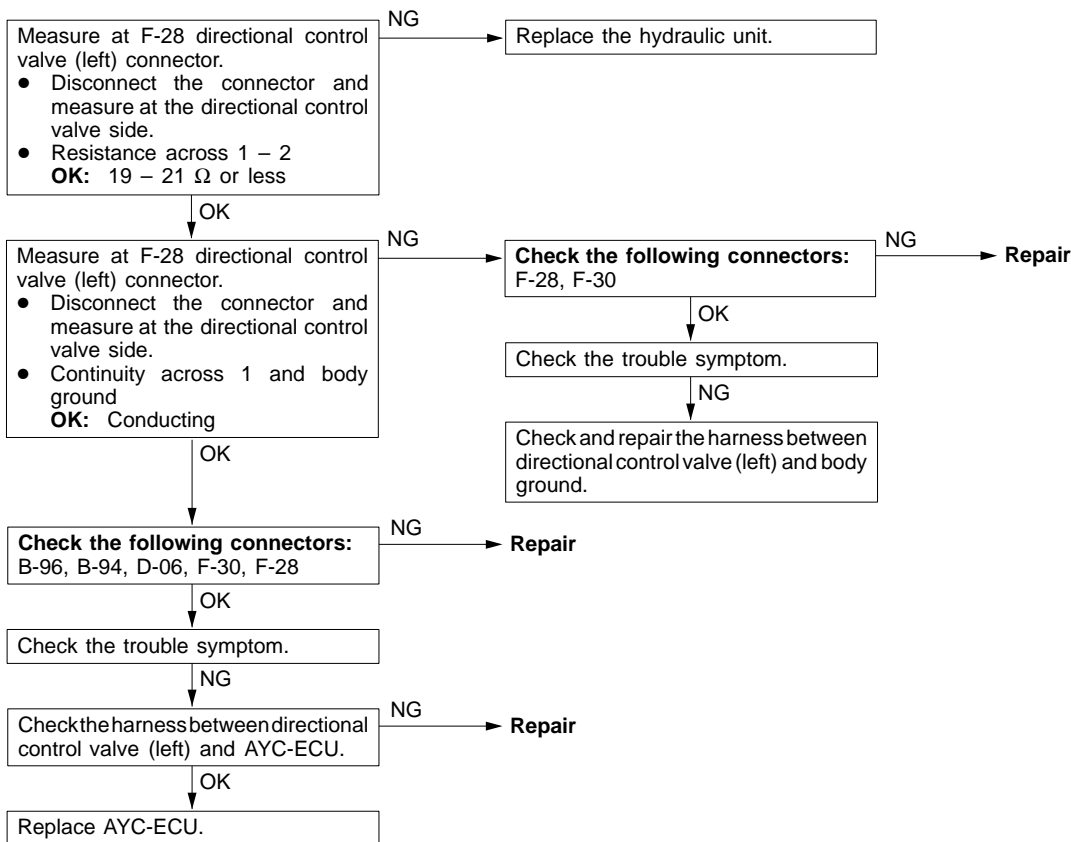 Measure at F-28 directional control
valve (left) connector.
● Disconnect the connector and
measure at the directional control
valve side.
● Resistance across 1 – 2
OK: 19 – 21 Ω or less
NG
Replace the hydraulic unit.
OK
Measure at F-28 directional control
valve (left) connector.
● Disconnect the connector and
measure at the directional control
valve side.
● Continuity across 1 and body
ground
OK: Conducting
NG
Check the following connectors:
F-28, F-30
NG
Repair
OK
Check the trouble symptom.
NG
Check and repair the harness between
directional control valve (left) and body
ground.
OK
Check the following connectors:
B-96, B-94, D-06, F-30, F-28
NG
Repair
OK
Check the trouble symptom.
NG
Check the harness between directional
control valve (left) and AYC-ECU.
NG
Repair
OK
Replace AYC-ECU.